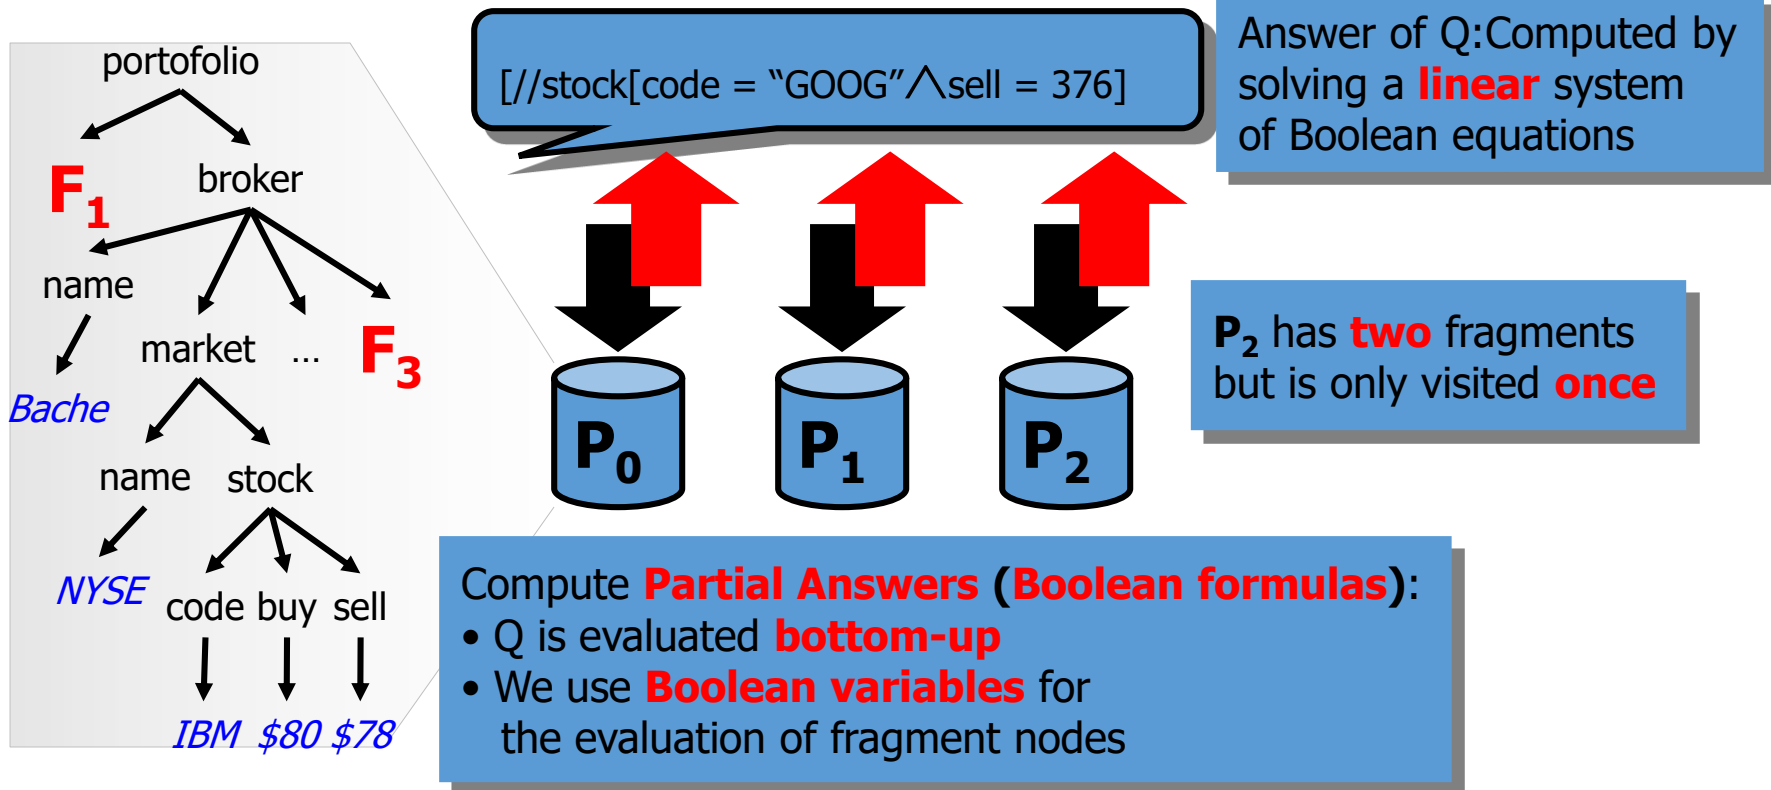 portofolio
F1
broker
name
market
...
F3
Bache
name
stock
NYSE
code buy sell
IBM $80 $78
[//stock[code = “GOOG”⋀sell = 376]
Answer of Q:Computed by
solving a linear system
of Boolean equations
P0
P1
P2
P2 has two fragments
but is only visited once
Compute Partial Answers (Boolean formulas):
• Q is evaluated bottom-up
• We use Boolean variables for
the evaluation of fragment nodes